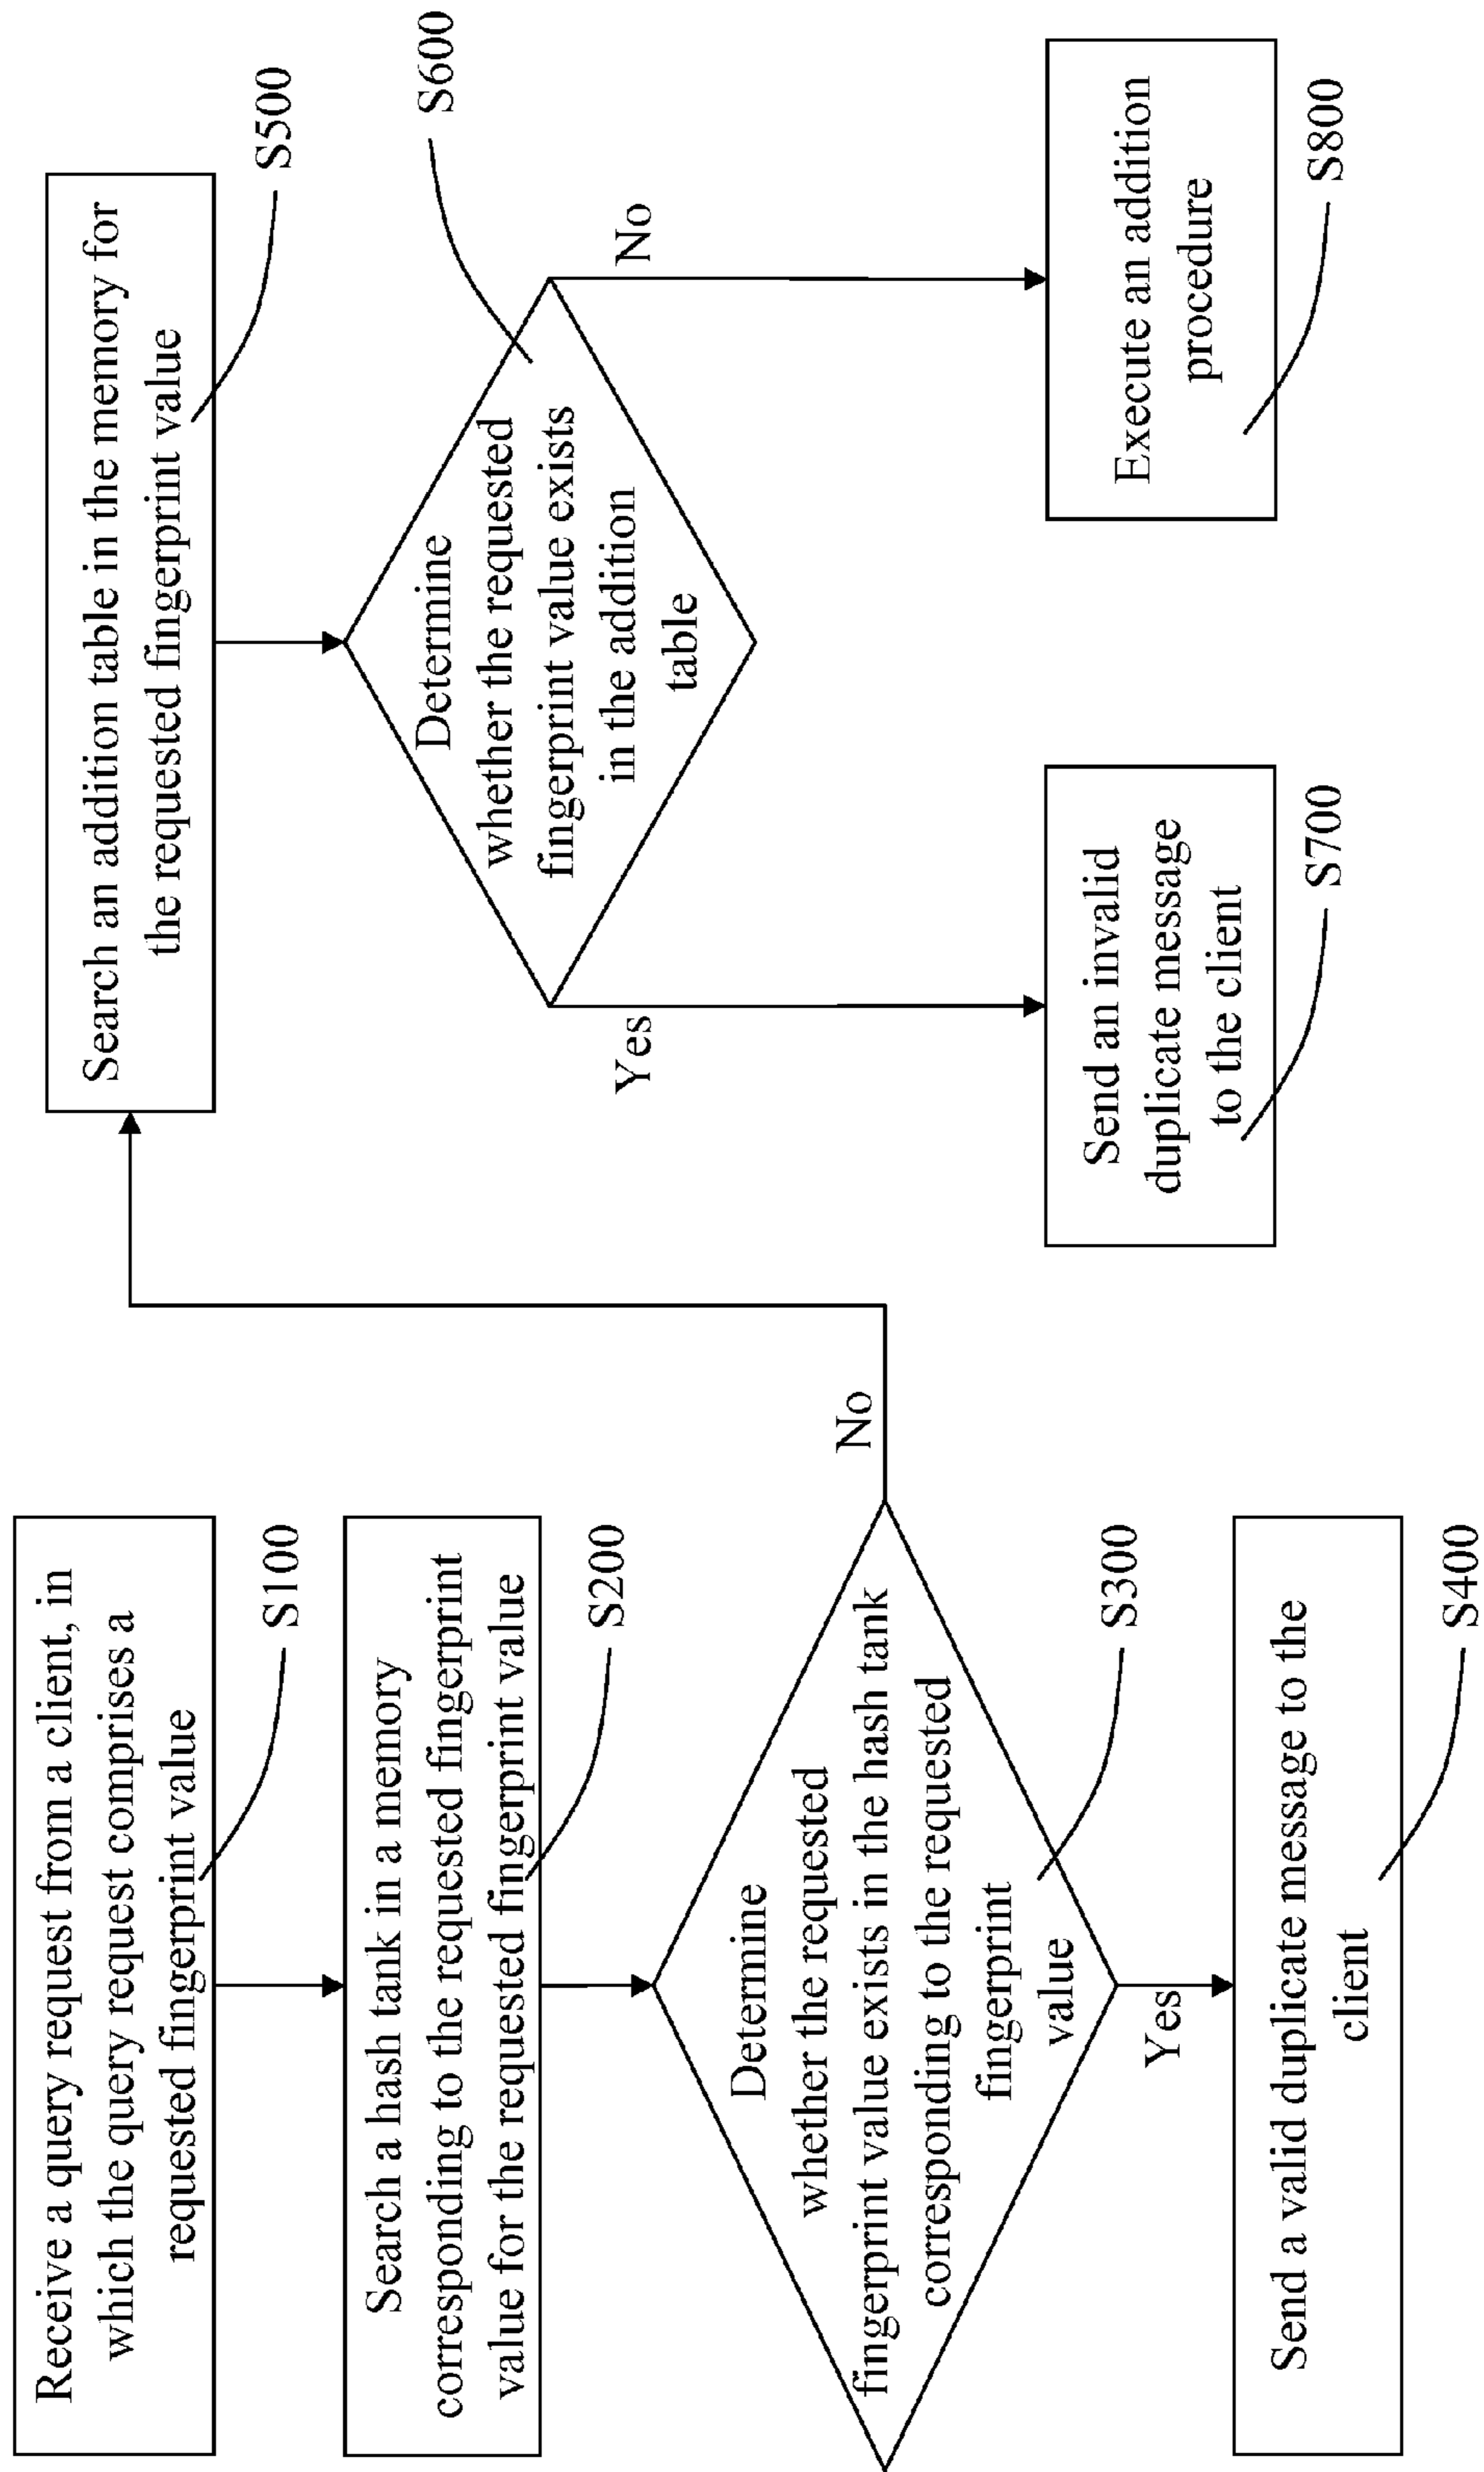 Receive a query request from a client, in
which the query request comprises a
requested fingerprint value
S100
Search a hash tank in a memory
corresponding to the requested fingerprint
value for the requested fingerprint value
S200
Determine
whether the requested
fingerprint value exists in the hash tank
corresponding to the requested
fingerprint
value
S300
No
Yes
Send a valid duplicate message to the
client
S400
Search an addition table in the memory for
the requested fingerprint value
S500
Determine
whether the requested
fingerprint value exists
in the addition
table
S600
Yes
No
Send an invalid
duplicate message
to the client
S700
Execute an addition
procedure
S800